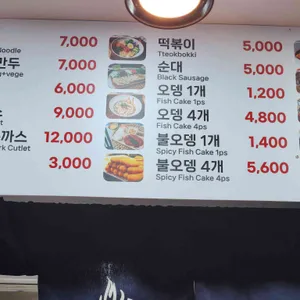 oodle
7,000
만두
g+vege
7,000
6,000
9,000
까스
rk Cutlet
12,000
3,000
떡볶이
Tteokbokki
5,000
순대
Black Sausage
5,000
오뎅 1개
Fish Cake 1ps
1,200
오뎅 4개
Fish Cake 4ps
4,800
불오뎅 1개
Spicy Fish Cake 1ps
1,400
불오뎅 4개
Spicy Fish Cake 4ps
5,600